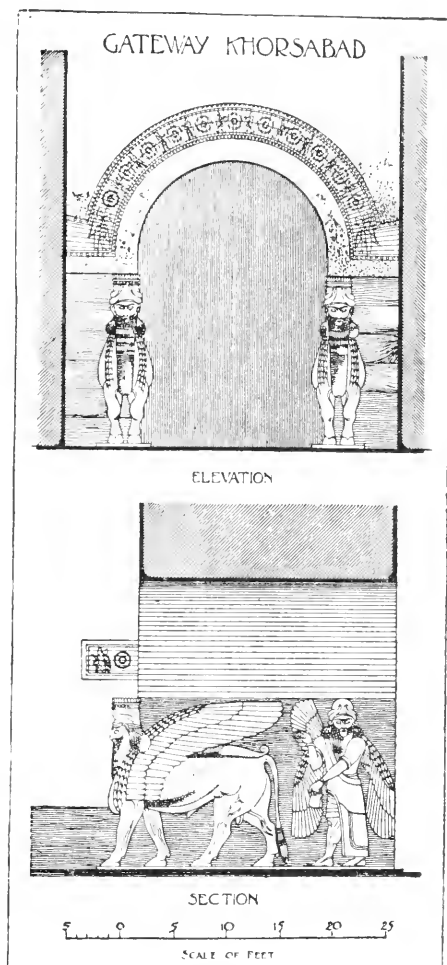 GATEWAY KHORSABAD
ELEVATION
SECTION
5 0 5 10 15 20 25
SCALE OF FEET